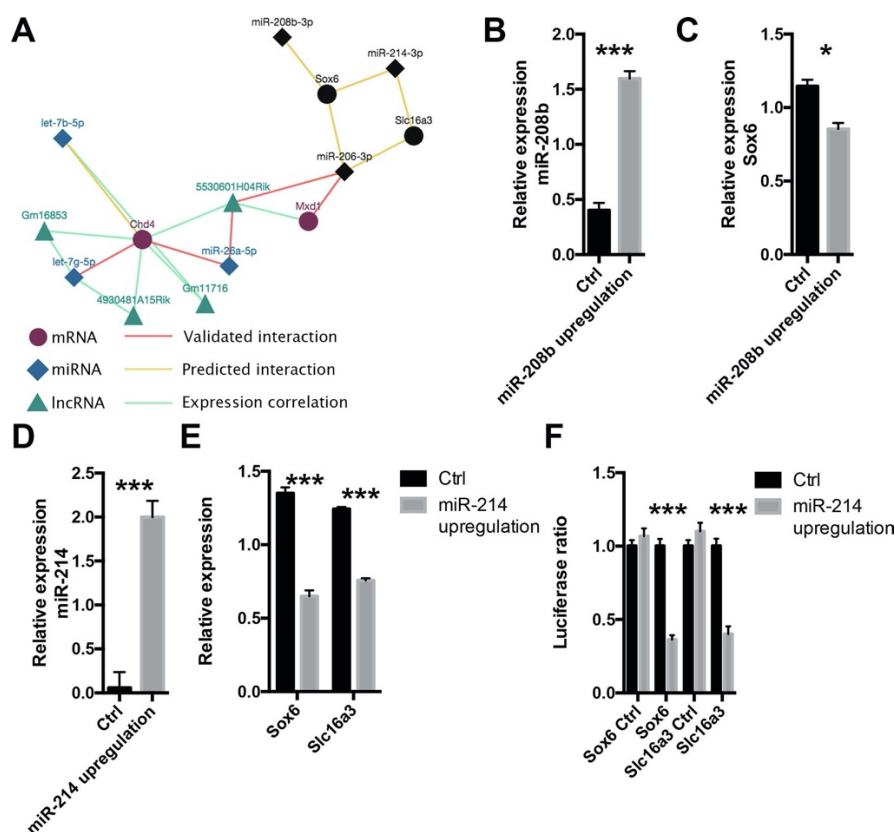 A
miR-208b-3p
miR-214-3p
Sox6
Slc16a3
let-7b-5p
miR-206-3p
5530601H04Rik
Mxd1
Gm16853
Chd4
miR-26a-5p
let-7g-5p
Gm11716
4930481A15Rik
mRNA
Validated interaction
miRNA
Predicted interaction
lncRNA
Expression correlation
B
Relative expression
miR-208b
2.0
1.5
1.0
0.5
0.0
***
Ctrl
miR-208b upregulation
C
Relative expression
Sox6
1.5
1.0
0.5
0.0
*
Ctrl
miR-208b upregulation
D
Relative expression
miR-214
2.5
2.0
1.5
1.0
0.5
0.0
***
Ctrl
miR-214 upregulation
E
Relative expression
1.5
1.0
0.5
0.0
***
***
Sox6
Slc16a3
Ctrl
miR-214
upregulation
F
Luciferase ratio
1.5
1.0
0.5
0.0
***
***
Sox6 Ctrl
Sox6
Slc16a3 Ctrl
Slc16a3
Ctrl
miR-214
upregulation